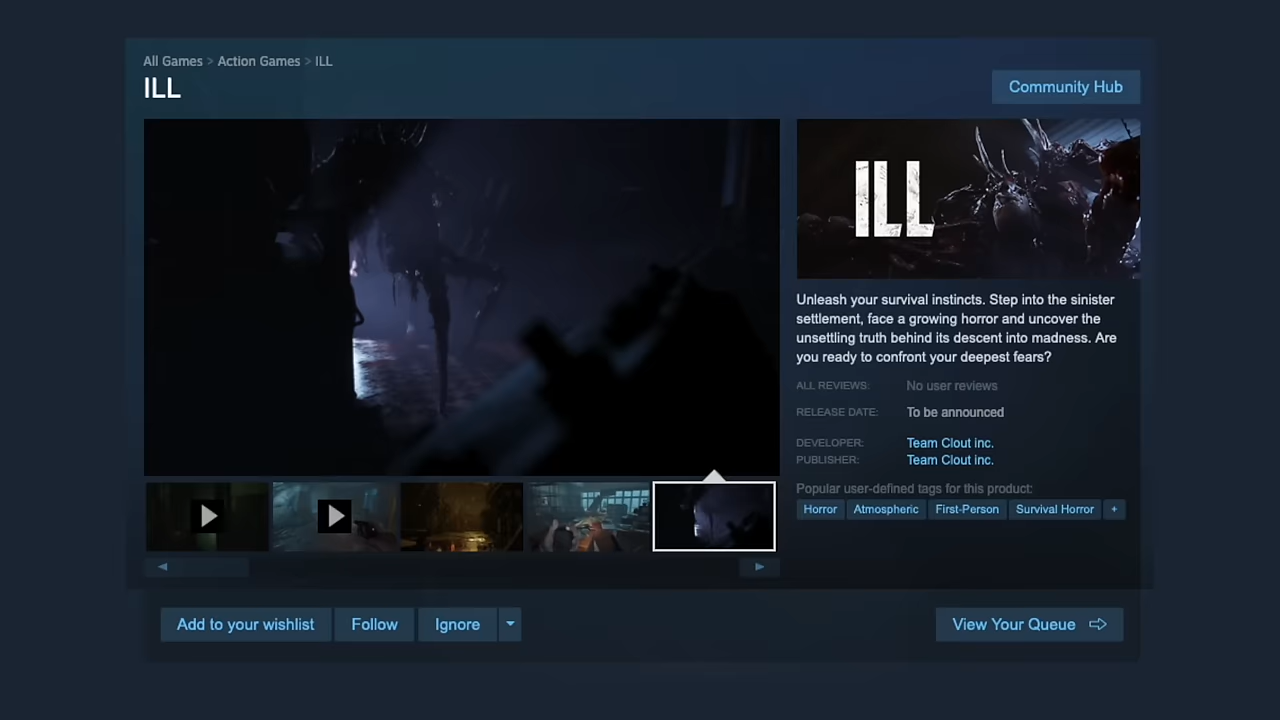 All Games > Action Games > ILL
ILL
Community Hub
ILL
Unleash your survival instincts. Step into the sinister
settlement, face a growing horror and uncover the
unsettling truth behind its descent into madness. Are
you ready to confront your deepest fears?
ALL REVIEWS: No user reviews
RELEASE DATE: To be announced
DEVELOPER: Team Clout inc.
PUBLISHER: Team Clout inc.
Popular user-defined tags for this product:
Horror Atmospheric First-Person Survival Horror +
Add to your wishlist Follow Ignore View Your Queue